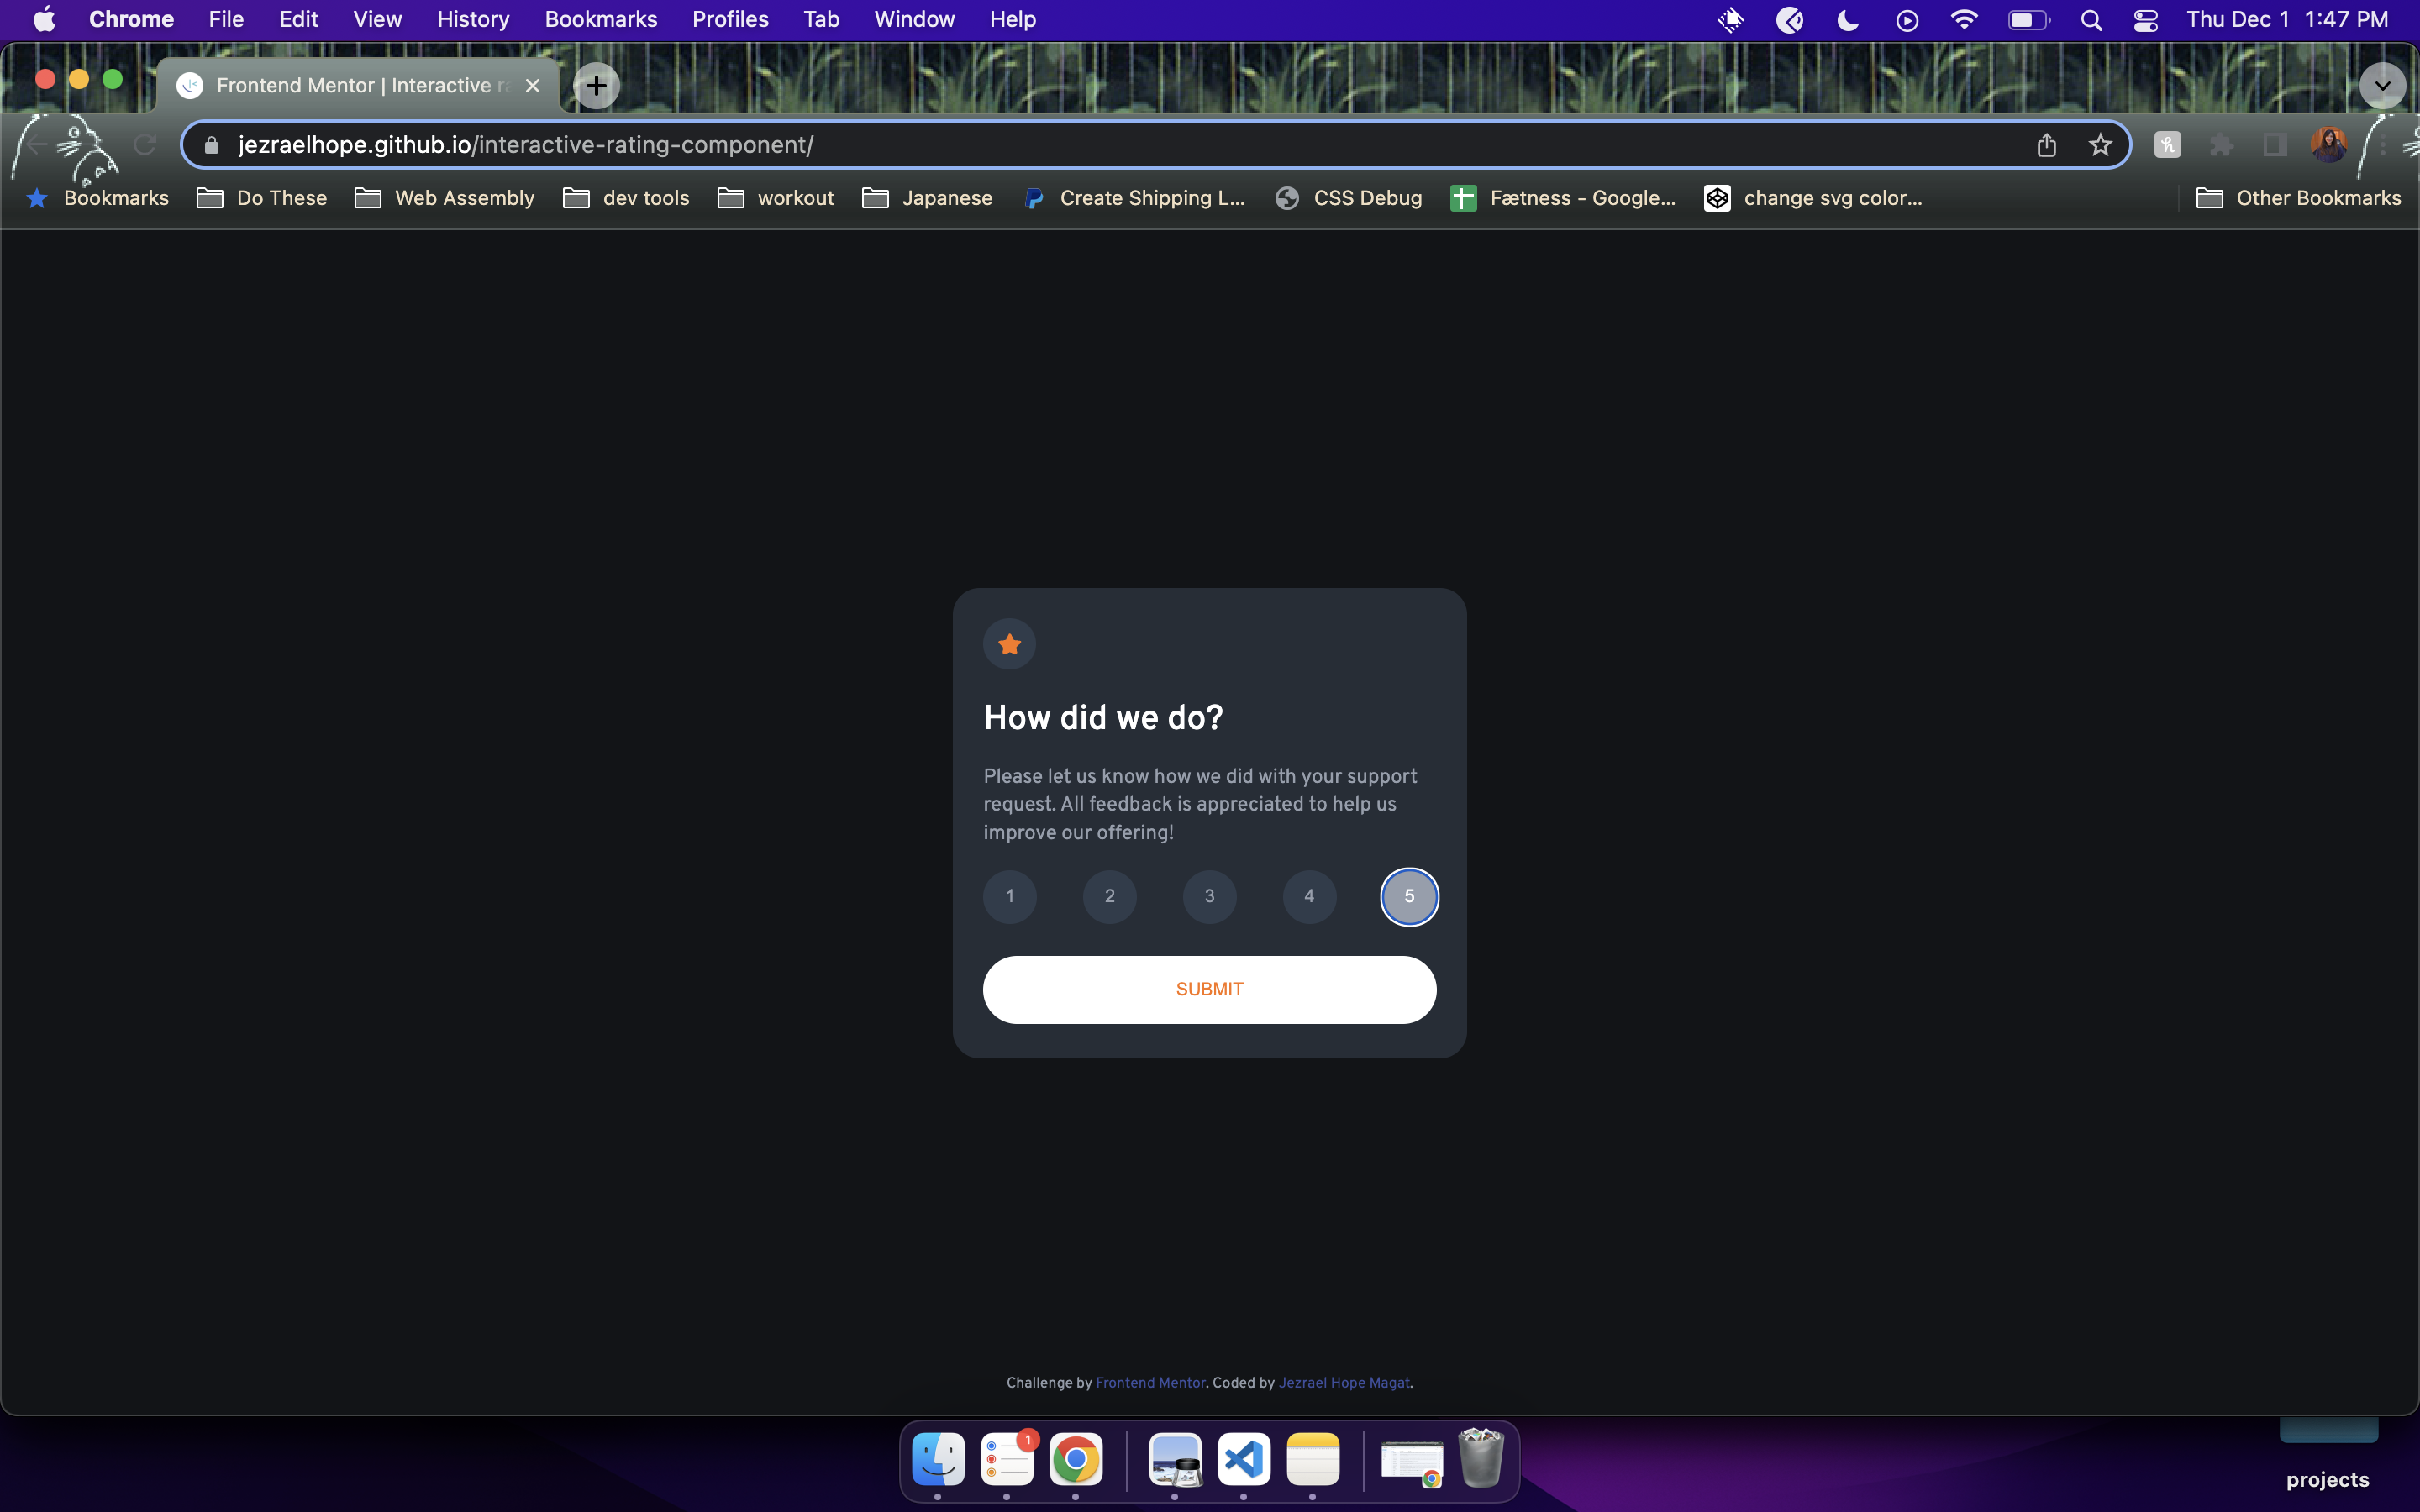 Chrome File Edit View History Bookmarks Profiles Tab Window Help Thu Dec 1 1:47 PM
Frontend Mentor | Interactive ra
jezraelhope.github.io/interactive-rating-component/
Bookmarks Do These Web Assembly dev tools workout Japanese Create Shipping L... CSS Debug Fætness - Google... change svg color... Other Bookmarks
How did we do?
Please let us know how we did with your support
request. All feedback is appreciated to help us
improve our offering!
1 2 3 4 5
SUBMIT
Challenge by Frontend Mentor. Coded by Jezrael Hope Magat.
1
projects